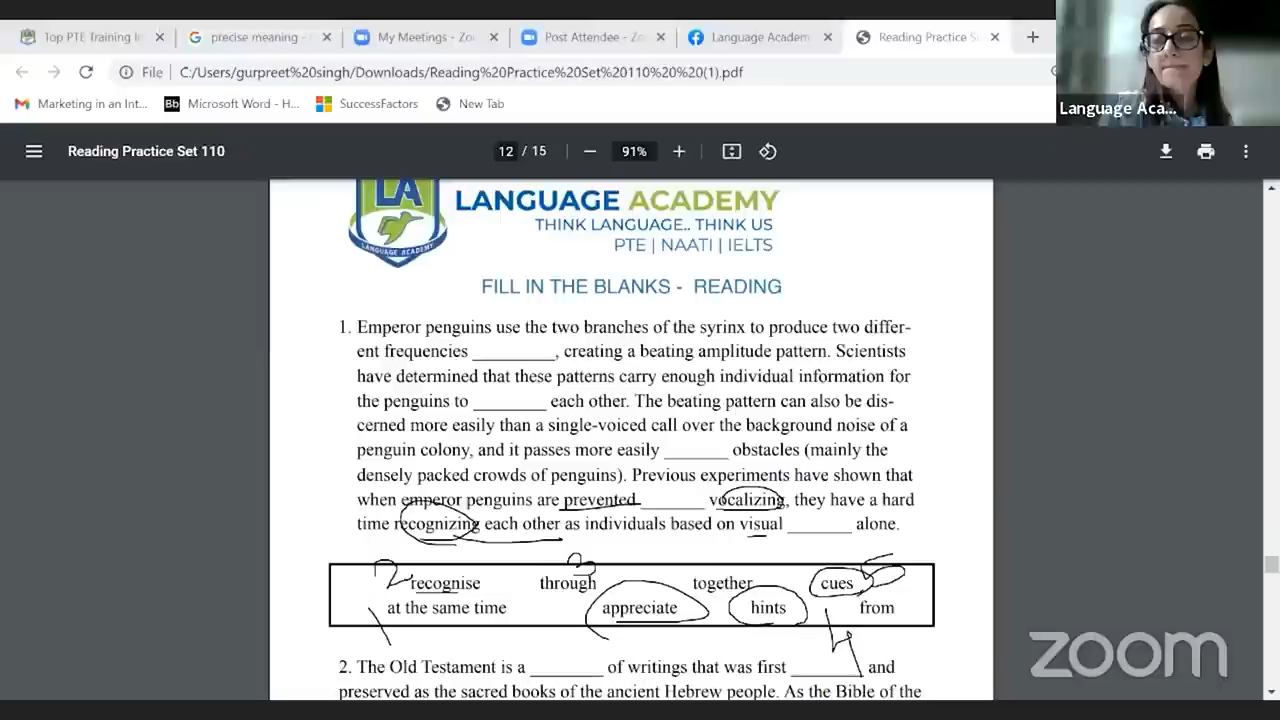 Top PTE Training In
precise meaning -
My Meetings - Zo
Post Attendee - Zo
Language Academ
Reading Practice S
File
C:/Users/gurpreet%20singh/Downloads/Reading%20Practice%20Set%20110%20%20(1).pdf
Marketing in an Int...
Bb
Microsoft Word - H...
SuccessFactors
New Tab
Language Aca...
Reading Practice Set 110
12 / 15
91%
LA
LANGUAGE ACADEMY
LANGUAGE ACADEMY
THINK LANGUAGE.. THINK US
PTE | NAATI | IELTS
FILL IN THE BLANKS - READING
1. Emperor penguins use the two branches of the syrinx to produce two differ-
ent frequencies _________, creating a beating amplitude pattern. Scientists
have determined that these patterns carry enough individual information for
the penguins to ________ each other. The beating pattern can also be dis-
cerned more easily than a single-voiced call over the background noise of a
penguin colony, and it passes more easily _______ obstacles (mainly the
densely packed crowds of penguins). Previous experiments have shown that
when emperor penguins are prevented _______ vocalizing, they have a hard
time recognizing each other as individuals based on visual _______ alone.
2 3 5
recognise through together cues
at the same time appreciate hints from
1 4
2. The Old Testament is a ________ of writings that was first ________ and
preserved as the sacred books of the ancient Hebrew people. As the Bible of the
zoom